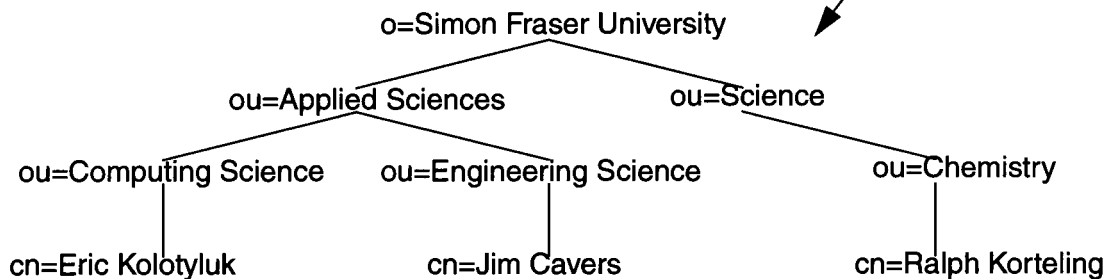 o=Simon Fraser University
ou=Applied Sciences
ou=Science
ou=Computing Science
ou=Engineering Science
ou=Chemistry
cn=Eric Kolotyluk
cn=Jim Cavers
cn=Ralph Korteling